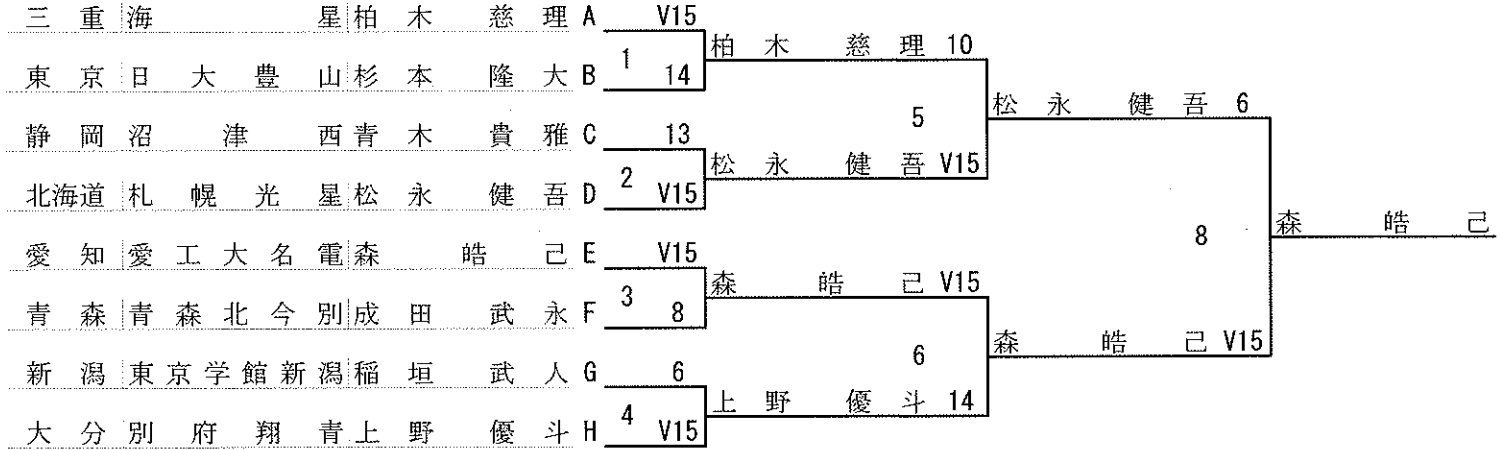 三重 海星 柏木 慈理 A V15
柏木 慈理 10
1
東京 日大豊山 杉本 隆大 B 14
松永 健吾 6
5
静岡 沼津西 青木 貴雅 C 13
松永 健吾 V15
2
北海道 札幌光星 松永 健吾 D V15
森 皓己
8
愛知 愛工大名電 森 皓己 E V15
森 皓己 V15
3
青森 青森北今別 成田 武永 F 8
森 皓己 V15
6
新潟 東京学館新潟 稲垣 武人 G 6
上野 優斗 14
4
大分 別府翔青 上野 優斗 H V15